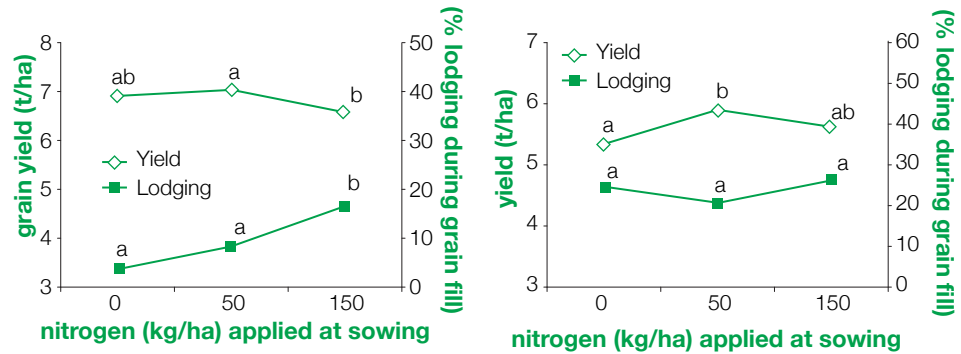 grain yield (t/ha)
8
7
6
5
4
3
ab
a
b
Yield
Lodging
a
a
b
50
40
30
20
10
0
(% lodging during grain fill)
0
50
150
nitrogen (kg/ha) applied at sowing
yield (t/ha)
7
6
5
4
3
Yield
Lodging
a
b
ab
a
a
a
60
50
40
30
20
10
0
(% lodging during grain fill)
0
50
150
nitrogen (kg/ha) applied at sowing